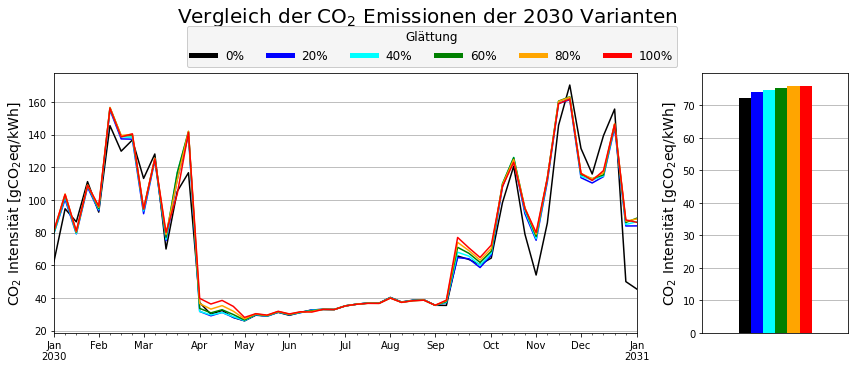 Vergleich der CO₂ Emissionen der 2030 Varianten
Glättung
0% 20% 40% 60% 80% 100%
CO₂ Intensität [gCO₂eq/kWh]
160
140
120
100
80
60
40
20
Jan Feb Mar Apr May Jun Jul Aug Sep Oct Nov Dec Jan
2030 2031
CO₂ Intensität [gCO₂eq/kWh]
70
60
50
40
30
20
10
0